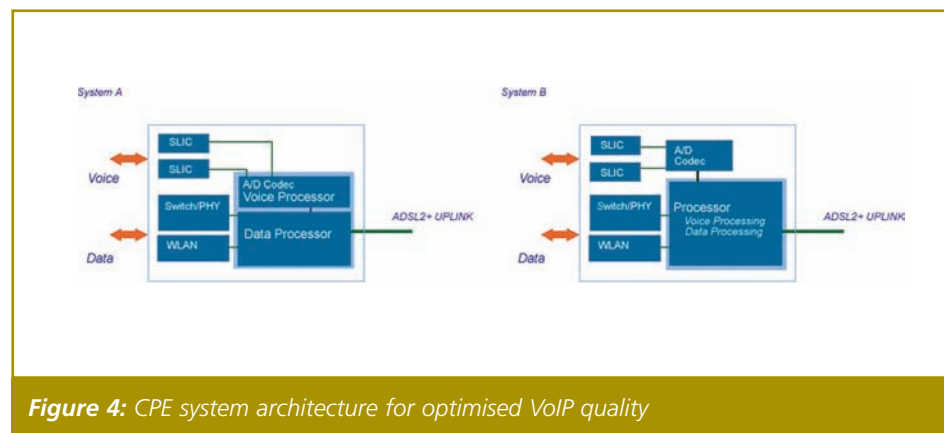 System A
SLIC
SLIC
Voice
A/D Codec
Voice Processor
Switch/PHY
Data Processor
ADSL2+ UPLINK
WLAN
Data
System B
SLIC
A/D
Codec
SLIC
Voice
Switch/PHY
Processor
Voice Processing
Data Processing
ADSL2+ UPLINK
WLAN
Data
Figure 4: CPE system architecture for optimised VoIP quality